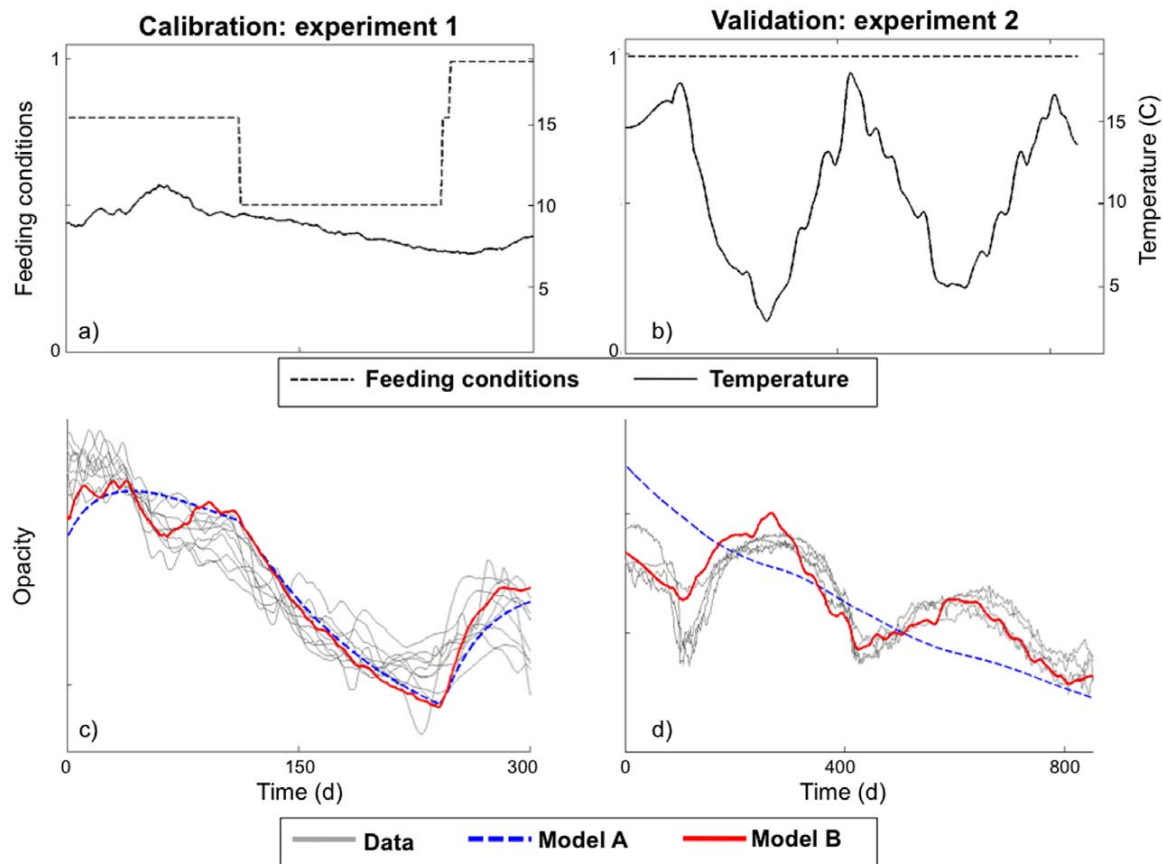 Calibration: experiment 1
Validation: experiment 2
1
15
10
5
0
Feeding conditions
a)
1
15
10
5
0
Temperature (C)
b)
Feeding conditions Temperature
Opacity
c)
0 150 300
Time (d)
d)
0 400 800
Time (d)
Data Model A Model B